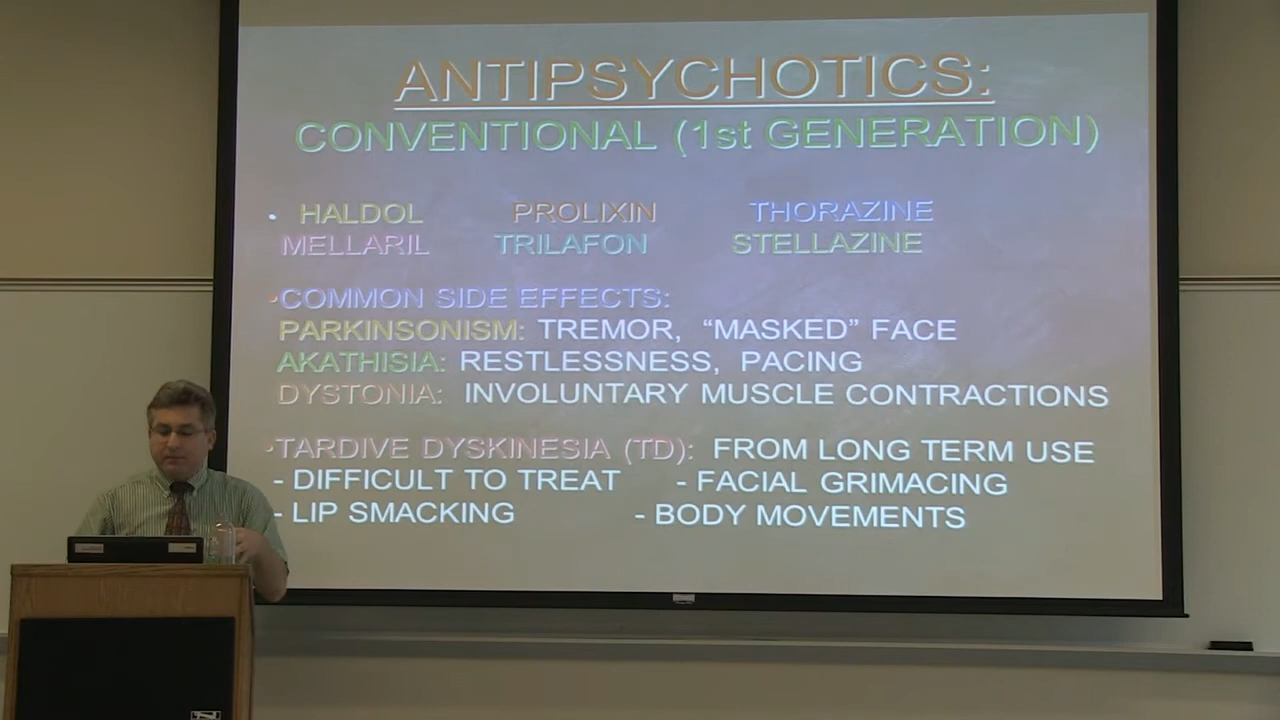 ANTIPSYCHOTICS:
CONVENTIONAL (1st GENERATION)
• HALDOL PROLIXIN THORAZINE
MELLARIL TRILAFON STELLAZINE
•COMMON SIDE EFFECTS:
PARKINSONISM: TREMOR, “MASKED” FACE
AKATHISIA: RESTLESSNESS, PACING
DYSTONIA: INVOLUNTARY MUSCLE CONTRACTIONS
•TARDIVE DYSKINESIA (TD): FROM LONG TERM USE
- DIFFICULT TO TREAT - FACIAL GRIMACING
- LIP SMACKING - BODY MOVEMENTS